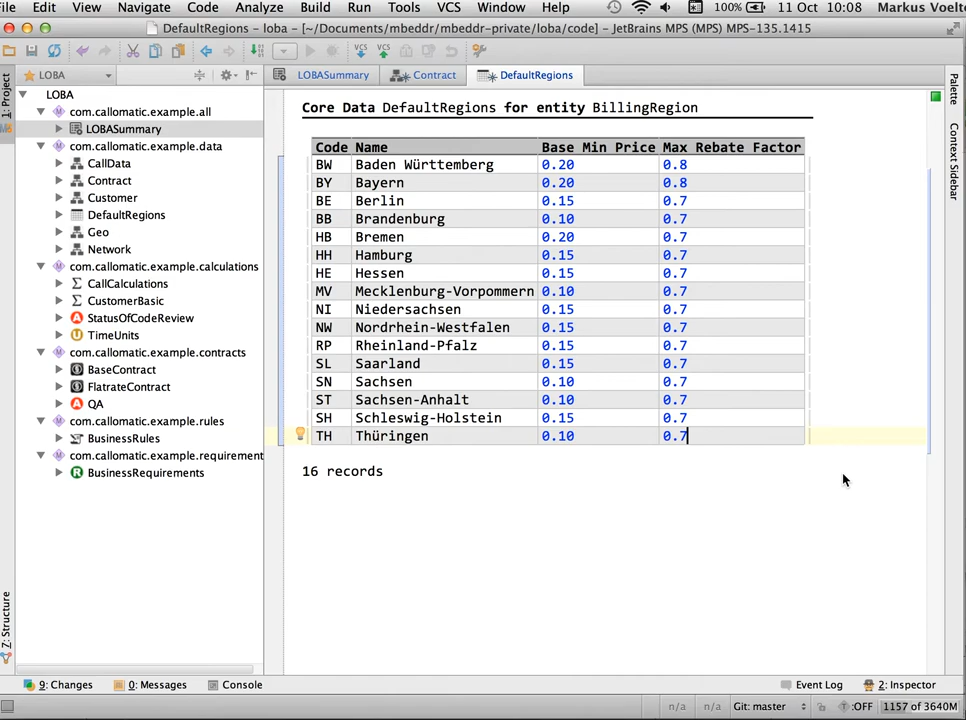 File Edit View Navigate Code Analyze Build Run Tools VCS Window Help 100% 11 Oct 10:08 Markus Voelte
DefaultRegions - loba - [~/Documents/mbeddr/mbeddr-private/loba/code] - JetBrains MPS (MPS) MPS-135.1415
VCS VCS
LOBA
LOBASummary Contract DefaultRegions
1: Project
Palette
Context Sidebar
Z: Structure
LOBA
com.callomatic.example.all
LOBASummary
com.callomatic.example.data
CallData
Contract
Customer
DefaultRegions
Geo
Network
com.callomatic.example.calculations
CallCalculations
CustomerBasic
StatusOfCodeReview
TimeUnits
com.callomatic.example.contracts
BaseContract
FlatrateContract
QA
com.callomatic.example.rules
BusinessRules
com.callomatic.example.requirement
BusinessRequirements
Core Data DefaultRegions for entity BillingRegion
Code Name Base Min Price Max Rebate Factor
BW Baden Württemberg 0.20 0.8
BY Bayern 0.20 0.8
BE Berlin 0.15 0.7
BB Brandenburg 0.10 0.7
HB Bremen 0.20 0.7
HH Hamburg 0.15 0.7
HE Hessen 0.15 0.7
MV Mecklenburg-Vorpommern 0.10 0.7
NI Niedersachsen 0.15 0.7
NW Nordrhein-Westfalen 0.15 0.7
RP Rheinland-Pfalz 0.15 0.7
SL Saarland 0.15 0.7
SN Sachsen 0.10 0.7
ST Sachsen-Anhalt 0.10 0.7
SH Schleswig-Holstein 0.15 0.7
TH Thüringen 0.10 0.7
16 records
9: Changes 0: Messages Console Event Log 2: Inspector
n/a n/a Git: master T:OFF 1157 of 3640M